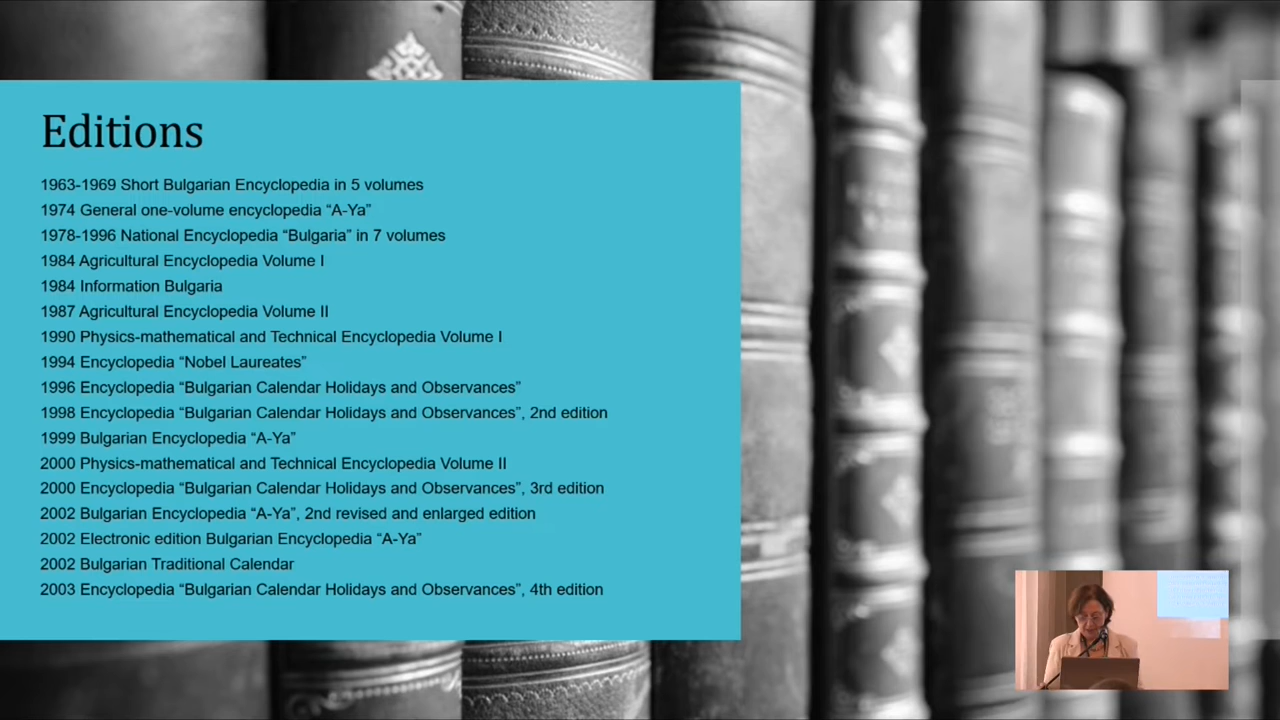 Editions
1963-1969 Short Bulgarian Encyclopedia in 5 volumes
1974 General one-volume encyclopedia “A-Ya”
1978-1996 National Encyclopedia “Bulgaria” in 7 volumes
1984 Agricultural Encyclopedia Volume I
1984 Information Bulgaria
1987 Agricultural Encyclopedia Volume II
1990 Physics-mathematical and Technical Encyclopedia Volume I
1994 Encyclopedia “Nobel Laureates”
1996 Encyclopedia “Bulgarian Calendar Holidays and Observances”
1998 Encyclopedia “Bulgarian Calendar Holidays and Observances”, 2nd edition
1999 Bulgarian Encyclopedia “A-Ya”
2000 Physics-mathematical and Technical Encyclopedia Volume II
2000 Encyclopedia “Bulgarian Calendar Holidays and Observances”, 3rd edition
2002 Bulgarian Encyclopedia “A-Ya”, 2nd revised and enlarged edition
2002 Electronic edition Bulgarian Encyclopedia “A-Ya”
2002 Bulgarian Traditional Calendar
2003 Encyclopedia “Bulgarian Calendar Holidays and Observances”, 4th edition